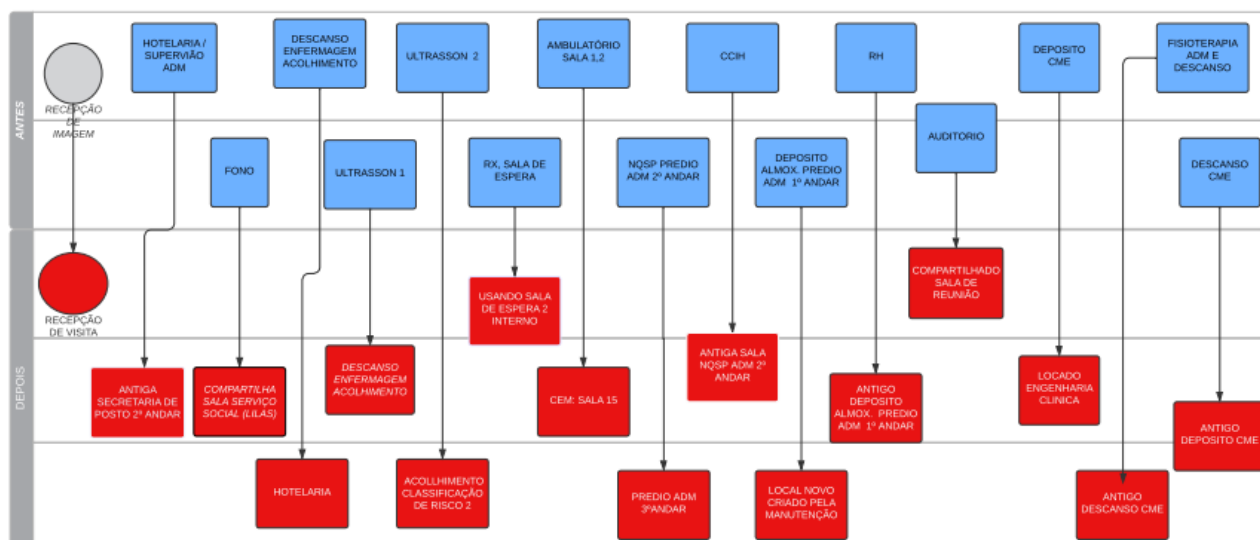 ANTES
RECEPÇÃO
DE
IMAGEM
HOTELARIA /
SUPERVIÃO
ADM
DESCANSO
ENFERMAGEM
ACOLHIMENTO
ULTRASSON 2
AMBULATÓRIO
SALA 1,2
CCIH
RH
DEPOSITO
CME
FISIOTERAPIA
ADM E
DESCANSO
FONO
ULTRASSON 1
RX, SALA DE
ESPERA
NQSP PREDIO
ADM 2º ANDAR
DEPOSITO
ALMOX. PREDIO
ADM 1º ANDAR
AUDITORIO
DESCANSO
CME
DEPOIS
RECEPÇÃO
DE VISITA
ANTIGA
SECRETARIA DE
POSTO 2ª ANDAR
COMPARTILHA
SALA SERVIÇO
SOCIAL (LILAS)
DESCANSO
ENFERMAGEM
ACOLHIMENTO
USANDO SALA
DE ESPERA 2
INTERNO
CEM: SALA 15
ANTIGA SALA
NQSP ADM 2º
ANDAR
ANTIGO
DEPOSITO
ALMOX. PREDIO
ADM 1º ANDAR
COMPARTILHADO
SALA DE
REUNIÃO
LOCADO
ENGENHARIA
CLINICA
ANTIGO
DEPOSITO CME
HOTELARIA
ACOLLHIMENTO
CLASSIFICAÇÃO
DE RISCO 2
PREDIO ADM
3ºANDAR
LOCAL NOVO
CRIADO PELA
MANUTENÇÃO
ANTIGO
DESCANSO CME